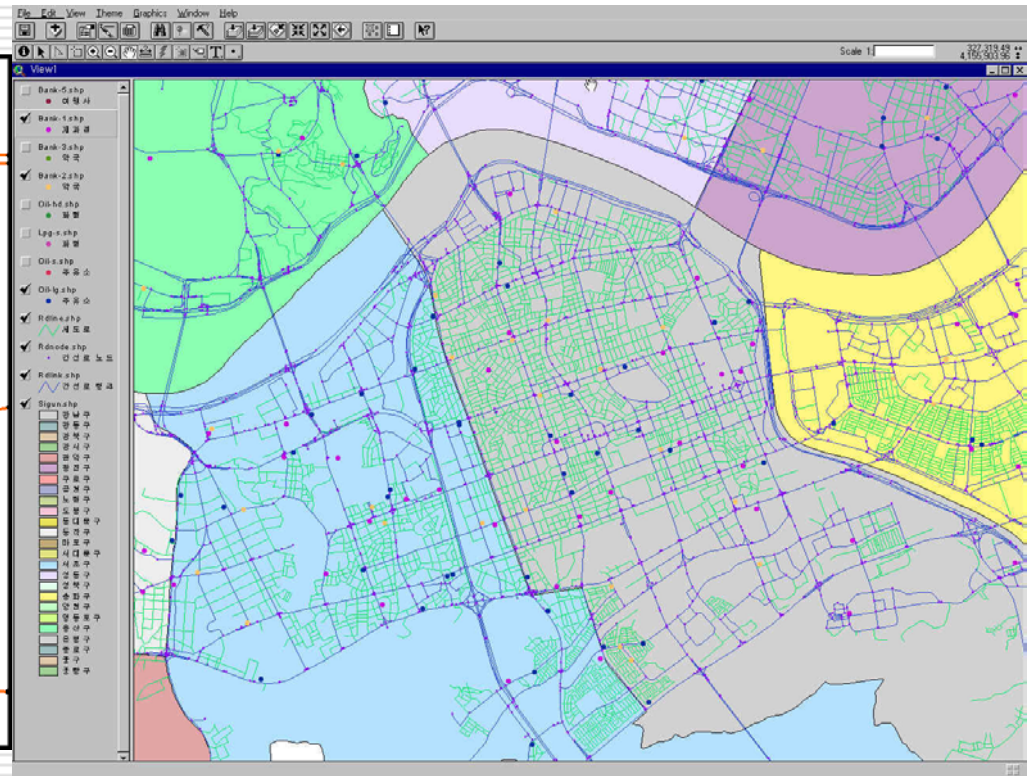 File Edit View Theme Graphics Window Help
Scale 1:
327,319.49
4,155,903.96
View1
Bank-5.shp
여행사
Bank-1.shp
제과점
Bank-3.shp
약국
Bank-2.shp
약국
Oil-hd.shp
Lpg-s.shp
Oil-s.shp
주유소
Oil-lg.shp
주유소
Rdline.shp
세도로
Rdnode.shp
간선로 노드
Rdlink.shp
간선로 링크
Sigun.shp
강남구
강동구
강북구
강서구
관악구
광진구
구로구
금천구
노원구
도봉구
동대문구
동작구
마포구
서대문구
서초구
성동구
성북구
송파구
양천구
영등포구
용산구
은평구
종로구
중구
중랑구